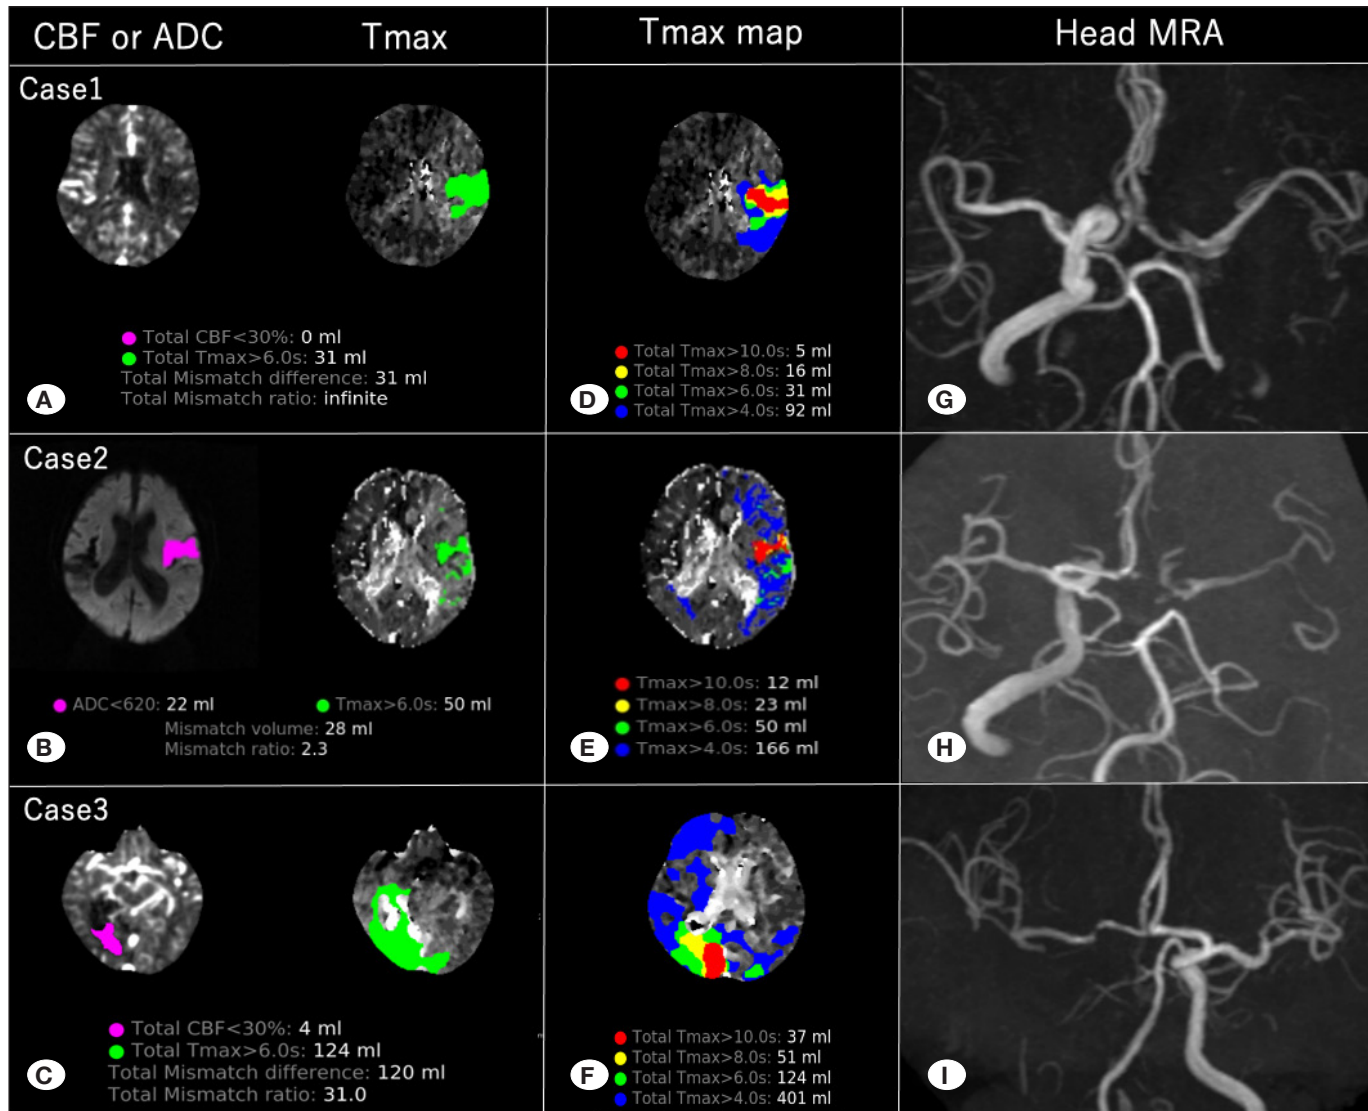 CBF or ADC Tmax Tmax map Head MRA
Case1
Total CBF<30%: 0 ml
Total Tmax>6.0s: 31 ml
Total Mismatch difference: 31 ml
Total Mismatch ratio: infinite
A
Total Tmax>10.0s: 5 ml
Total Tmax>8.0s: 16 ml
Total Tmax>6.0s: 31 ml
Total Tmax>4.0s: 92 ml
D
G
Case2
ADC<620: 22 ml Tmax>6.0s: 50 ml
Mismatch volume: 28 ml
Mismatch ratio: 2.3
B
Tmax>10.0s: 12 ml
Tmax>8.0s: 23 ml
Tmax>6.0s: 50 ml
Tmax>4.0s: 166 ml
E
H
Case3
Total CBF<30%: 4 ml
Total Tmax>6.0s: 124 ml
Total Mismatch difference: 120 ml
Total Mismatch ratio: 31.0
C
Total Tmax>10.0s: 37 ml
Total Tmax>8.0s: 51 ml
Total Tmax>6.0s: 124 ml
Total Tmax>4.0s: 401 ml
F
I